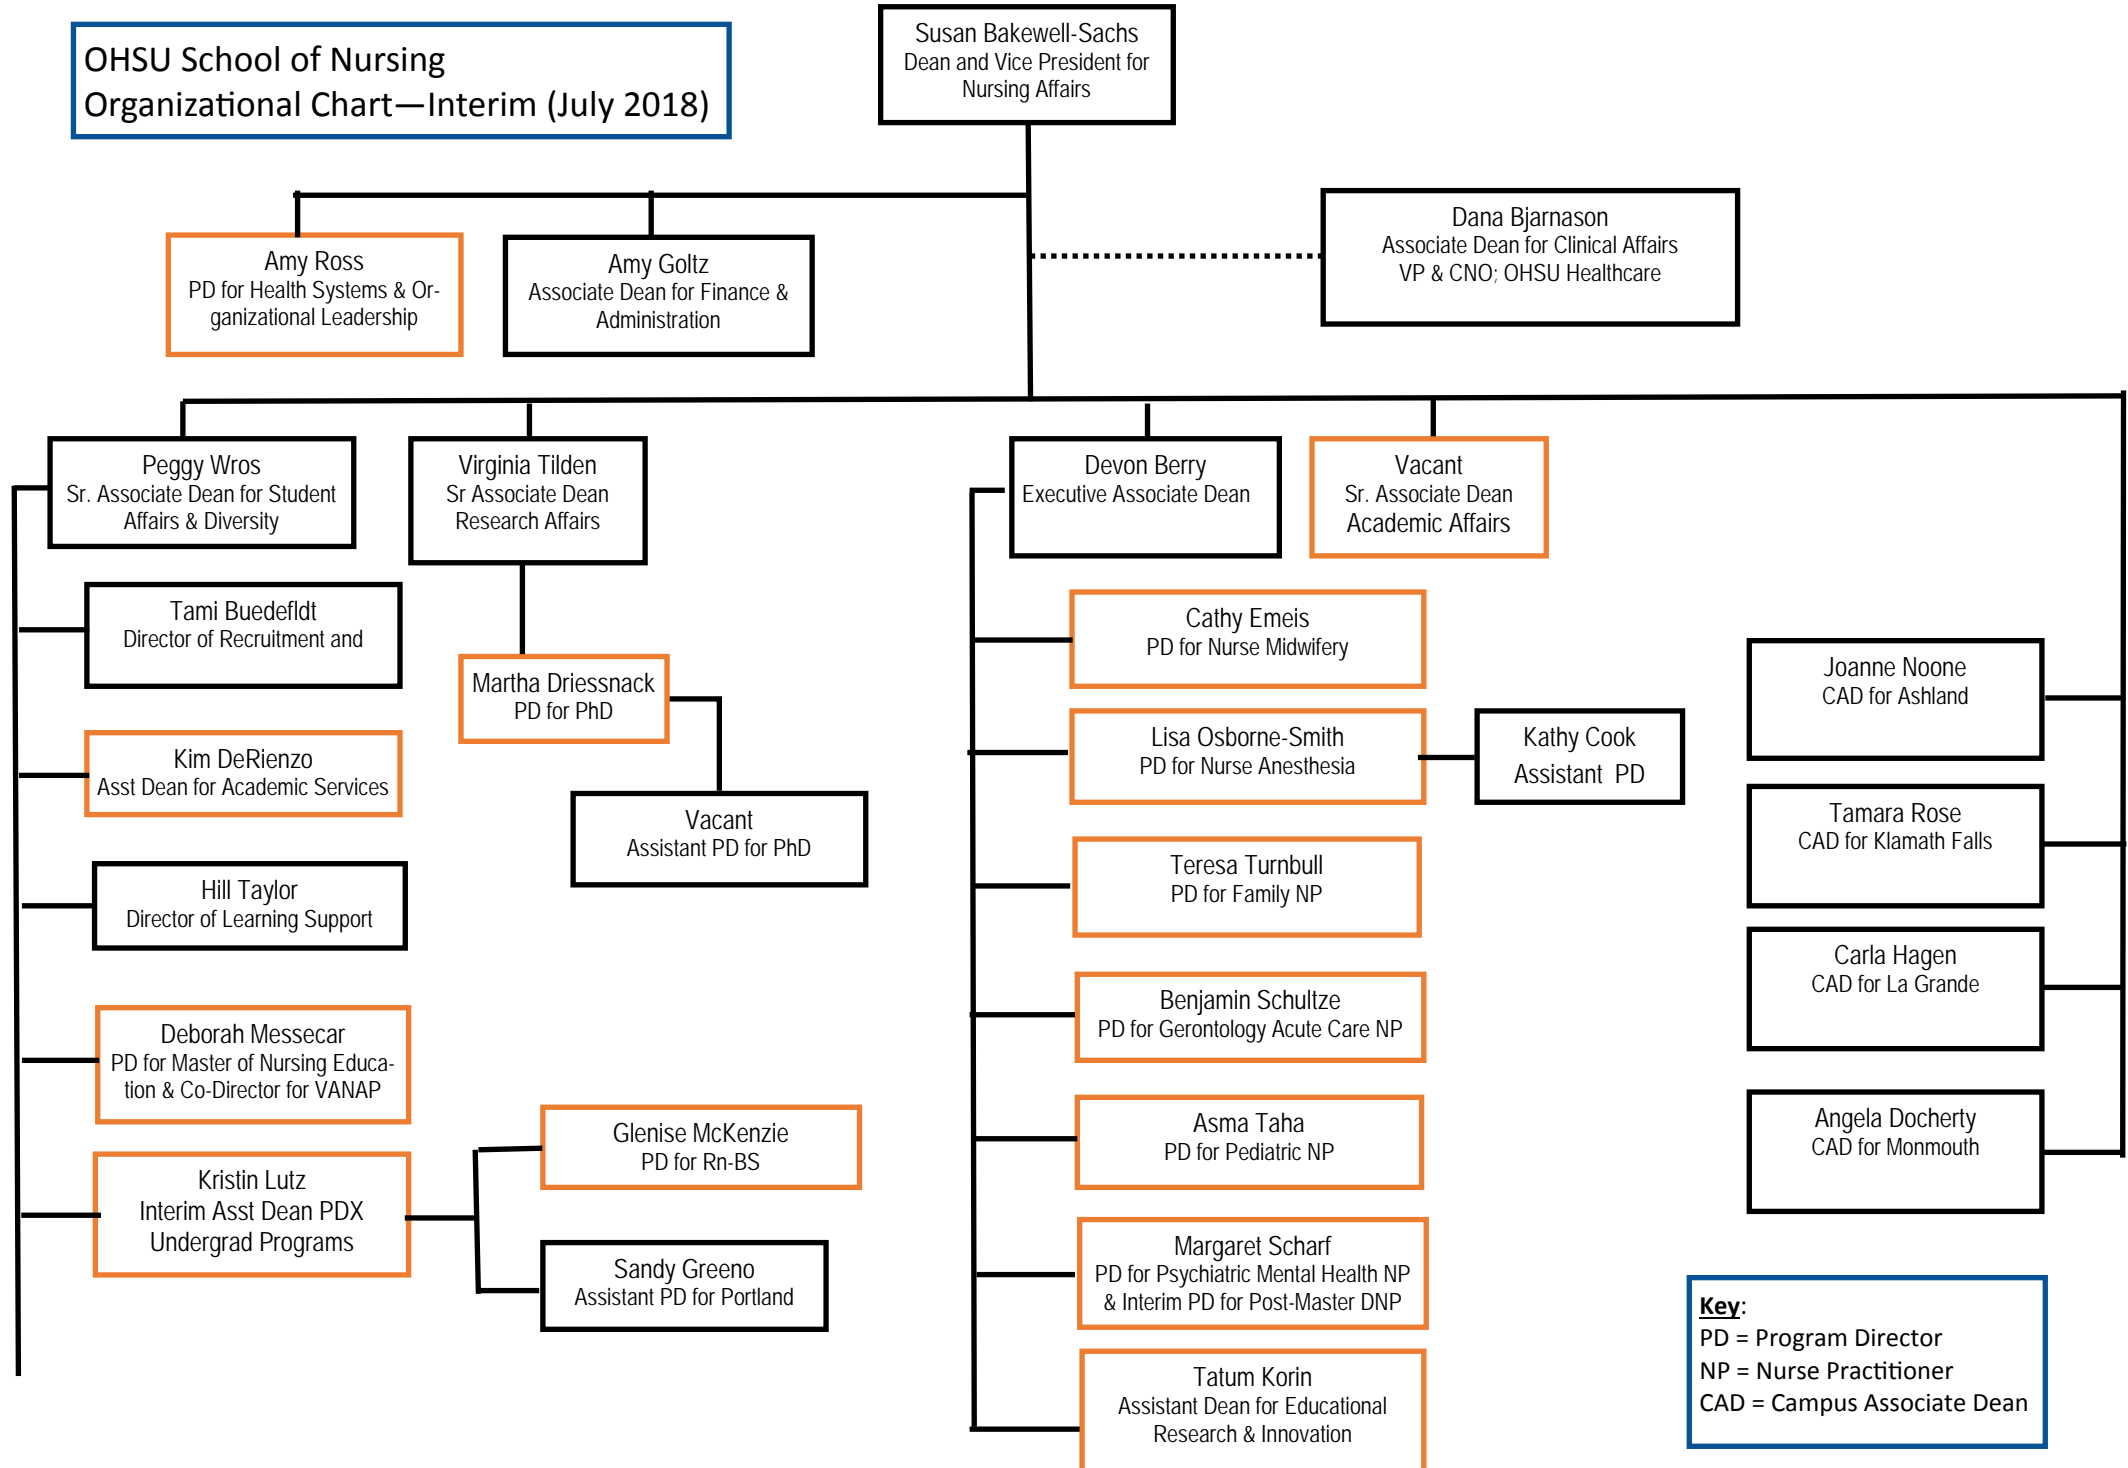 OHSU School of Nursing
Organizational Chart—Interim (July 2018)
Susan Bakewell-Sachs
Dean and Vice President for
Nursing Affairs
Amy Ross
PD for Health Systems & Or-
ganizational Leadership
Amy Goltz
Associate Dean for Finance &
Administration
Dana Bjarnason
Associate Dean for Clinical Affairs
VP & CNO; OHSU Healthcare
Peggy Wros
Sr. Associate Dean for Student
Affairs & Diversity
Virginia Tilden
Sr Associate Dean
Research Affairs
Devon Berry
Executive Associate Dean
Vacant
Sr. Associate Dean
Academic Affairs
Tami Buedefldt
Director of Recruitment and
Kim DeRienzo
Asst Dean for Academic Services
Hill Taylor
Director of Learning Support
Deborah Messecar
PD for Master of Nursing Educa-
tion & Co-Director for VANAP
Kristin Lutz
Interim Asst Dean PDX
Undergrad Programs
Glenise McKenzie
PD for Rn-BS
Sandy Greeno
Assistant PD for Portland
Martha Driessnack
PD for PhD
Vacant
Assistant PD for PhD
Cathy Emeis
PD for Nurse Midwifery
Lisa Osborne-Smith
PD for Nurse Anesthesia
Kathy Cook
Assistant PD
Teresa Turnbull
PD for Family NP
Benjamin Schultze
PD for Gerontology Acute Care NP
Asma Taha
PD for Pediatric NP
Margaret Scharf
PD for Psychiatric Mental Health NP
& Interim PD for Post-Master DNP
Tatum Korin
Assistant Dean for Educational
Research & Innovation
Joanne Noone
CAD for Ashland
Tamara Rose
CAD for Klamath Falls
Carla Hagen
CAD for La Grande
Angela Docherty
CAD for Monmouth
Key:
PD = Program Director
NP = Nurse Practitioner
CAD = Campus Associate Dean